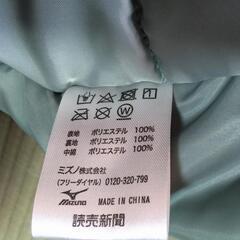 表地 ポリエステル 100%
裏地 ポリエステル 100%
中綿 ポリエステル 100%
ミズノ株式会社
(フリーダイヤル) 0120-320-799
MIZUNO MADE IN CHINA
読売新聞